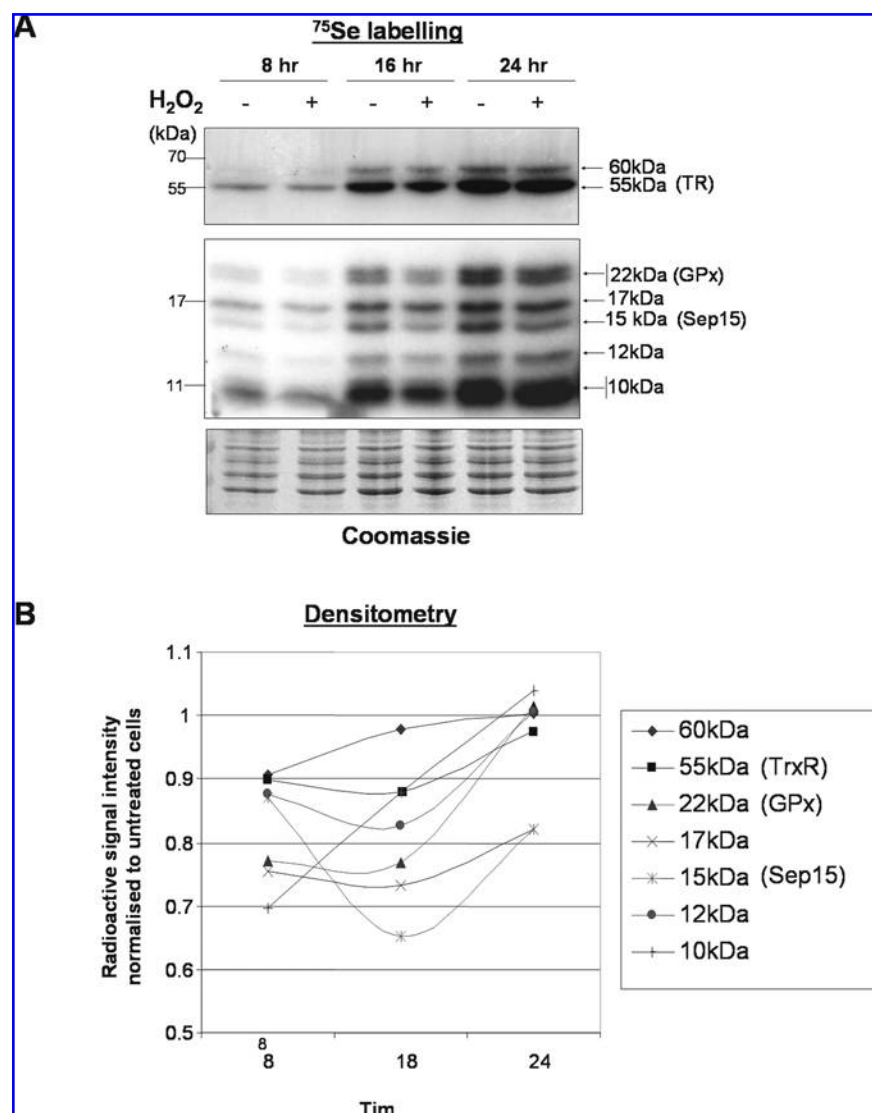 A
⁷⁵Se labelling
8 hr 16 hr 24 hr
H₂O₂ - + - + - +
(kDa)
70
55
60kDa
55kDa (TR)
17
11
22kDa (GPx)
17kDa
15 kDa (Sep15)
12kDa
10kDa
Coomassie
B
Densitometry
Radioactive signal intensity
normalised to untreated cells
1.1
1
0.9
0.8
0.7
0.6
0.5
8
8 18 24
Tim
60kDa
55kDa (TrxR)
22kDa (GPx)
17kDa
15kDa (Sep15)
12kDa
10kDa